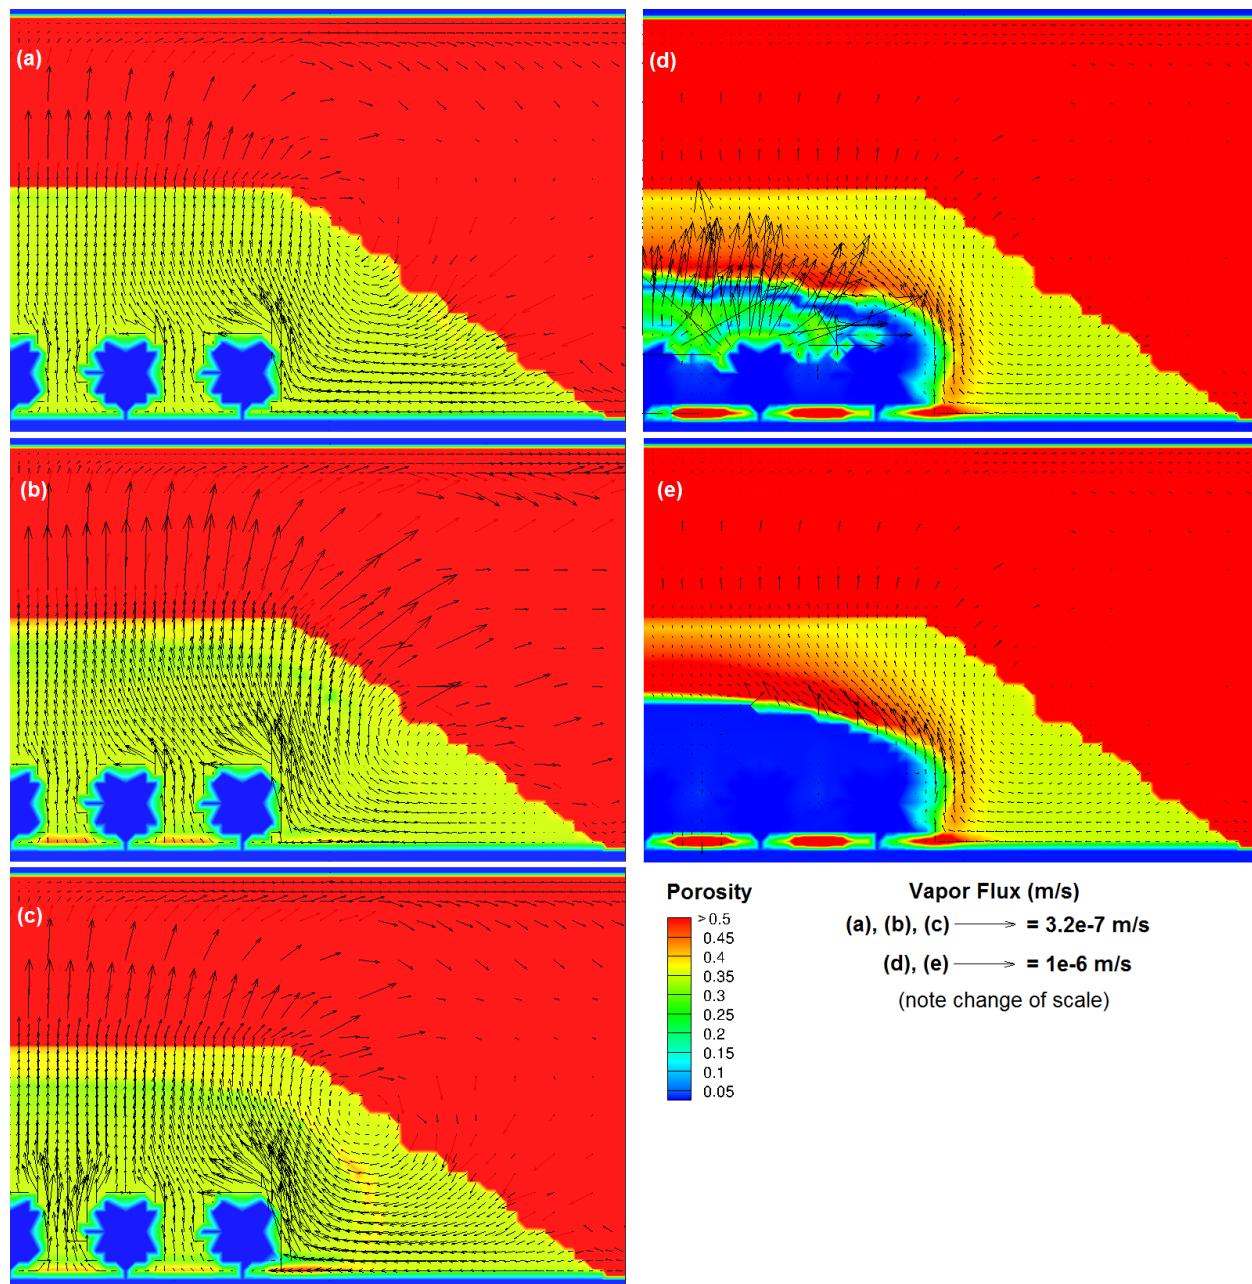 (a)
(d)
(b)
(e)
(c)
Porosity
>0.5
0.45
0.4
0.35
0.3
0.25
0.2
0.15
0.1
0.05
Vapor Flux (m/s)
(a), (b), (c) = 3.2e-7 m/s
(d), (e) = 1e-6 m/s
(note change of scale)